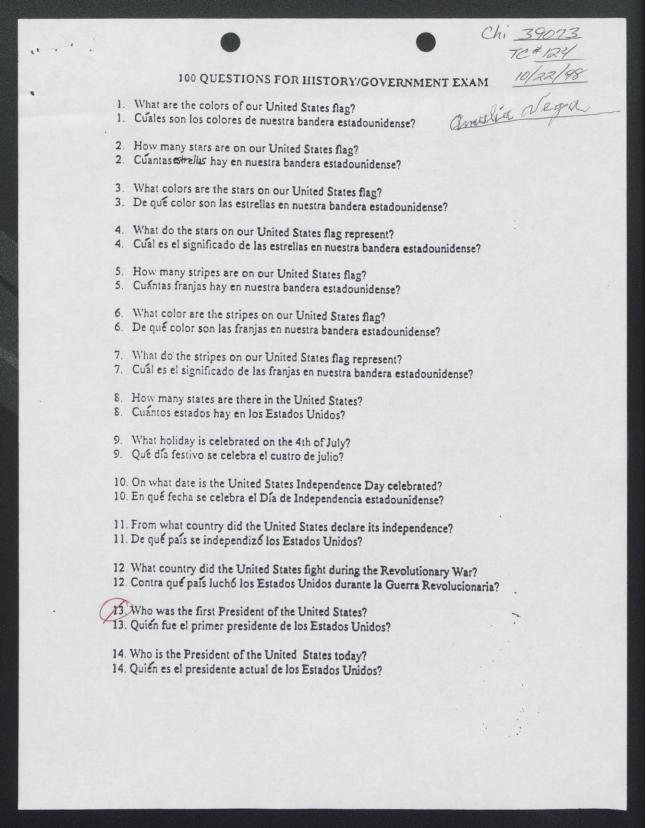 Chi 39073
TC# 124
10/22/98
Amelia Vega
100 QUESTIONS FOR HISTORY/GOVERNMENT EXAM
1. What are the colors of our United States flag?
1. Cuáles son los colores de nuestra bandera estadounidense?
2. How many stars are on our United States flag?
2. Cúantas estrellas hay en nuestra bandera estadounidense?
3. What colors are the stars on our United States flag?
3. De qué color son las estrellas en nuestra bandera estadounidense?
4. What do the stars on our United States flag represent?
4. Cuál es el significado de las estrellas en nuestra bandera estadounidense?
5. How many stripes are on our United States flag?
5. Cuántas franjas hay en nuestra bandera estadounidense?
6. What color are the stripes on our United States flag?
6. De qué color son las franjas en nuestra bandera estadounidense?
7. What do the stripes on our United States flag represent?
7. Cuál es el significado de las franjas en nuestra bandera estadounidense?
8. How many states are there in the United States?
8. Cuántos estados hay en los Estados Unidos?
9. What holiday is celebrated on the 4th of July?
9. Qué día festivo se celebra el cuatro de julio?
10. On what date is the United States Independence Day celebrated?
10. En qué fecha se celebra el Día de Independencia estadounidense?
11. From what country did the United States declare its independence?
11. De qué país se independizó los Estados Unidos?
12. What country did the United States fight during the Revolutionary War?
12. Contra qué país luchó los Estados Unidos durante la Guerra Revolucionaria?
13. Who was the first President of the United States?
13. Quién fue el primer presidente de los Estados Unidos?
14. Who is the President of the United States today?
14. Quién es el presidente actual de los Estados Unidos?